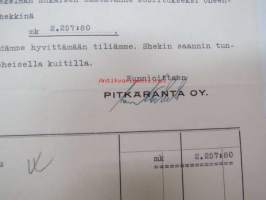 shekkinä
mk 2.207:80 .
hyvittämään tiliämme. Shekin saannin tun-
oheisella kuitilla.
Kunnioittaen
PITKÄRANTA OY.
mk 2.207:80